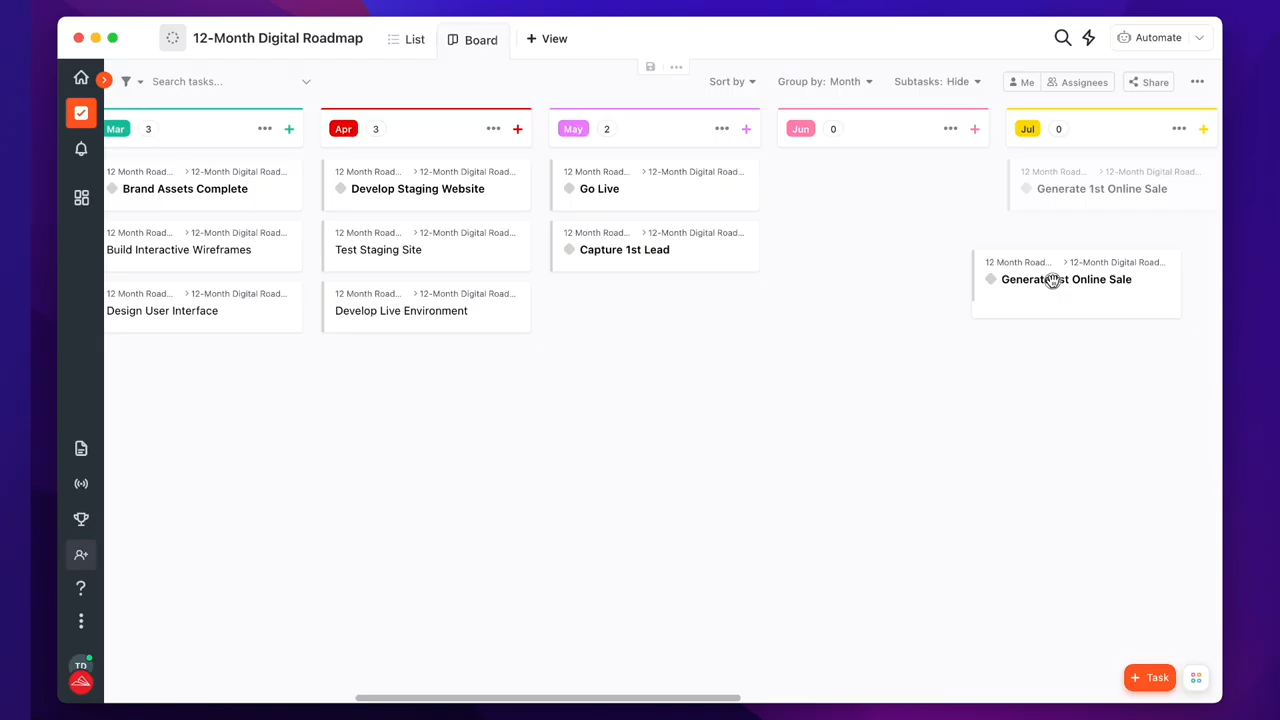 12-Month Digital Roadmap
List
Board
+ View
Automate
Search tasks...
Sort by
Group by: Month
Subtasks: Hide
Me
Assignees
Share
Mar 3
Apr 3
May 2
Jun 0
Jul 0
12 Month Road... > 12-Month Digital Road...
Brand Assets Complete
12 Month Road... > 12-Month Digital Road...
Build Interactive Wireframes
12 Month Road... > 12-Month Digital Road...
Design User Interface
12 Month Road... > 12-Month Digital Road...
Develop Staging Website
12 Month Road... > 12-Month Digital Road...
Test Staging Site
12 Month Road... > 12-Month Digital Road...
Develop Live Environment
12 Month Road... > 12-Month Digital Road...
Go Live
12 Month Road... > 12-Month Digital Road...
Capture 1st Lead
12 Month Road... > 12-Month Digital Road...
Generate 1st Online Sale
12 Month Road... > 12-Month Digital Road...
Generate 1st Online Sale
TD
+ Task